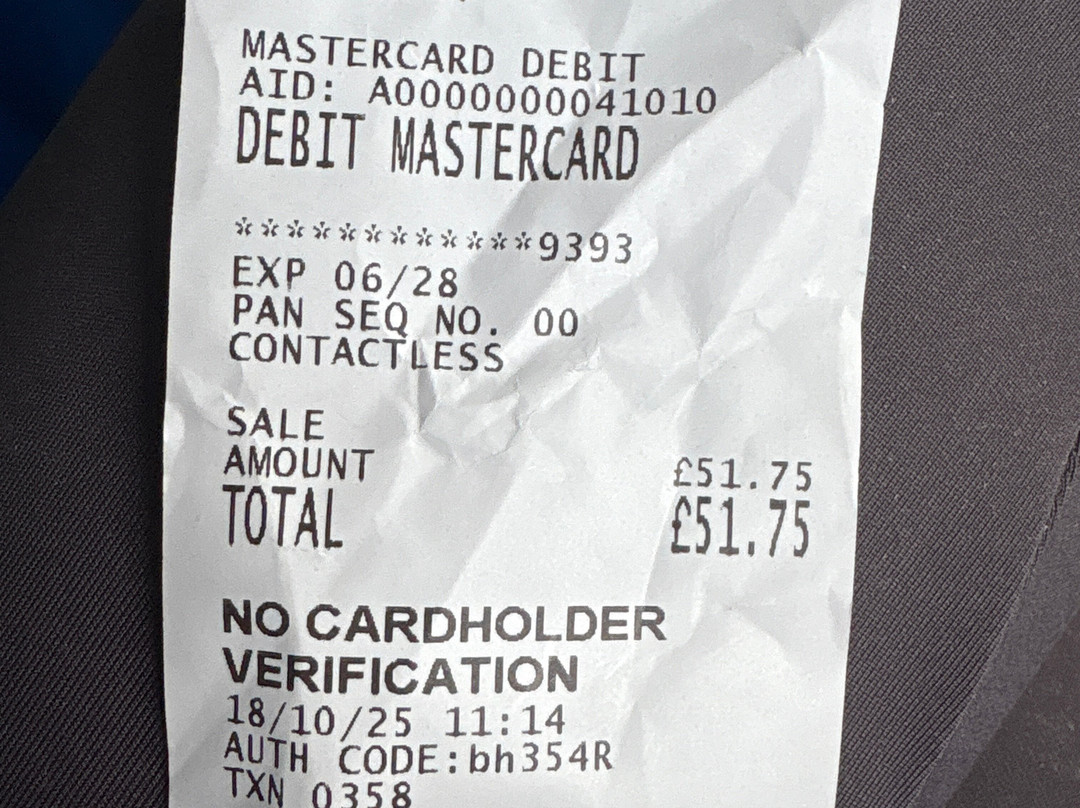 MASTERCARD DEBIT
AID: A0000000041010
DEBIT MASTERCARD
************9393
EXP 06/28
PAN SEQ NO. 00
CONTACTLESS
SALE
AMOUNT £51.75
TOTAL £51.75
NO CARDHOLDER
VERIFICATION
18/10/25 11:14
AUTH CODE:bh354R
TXN 0358